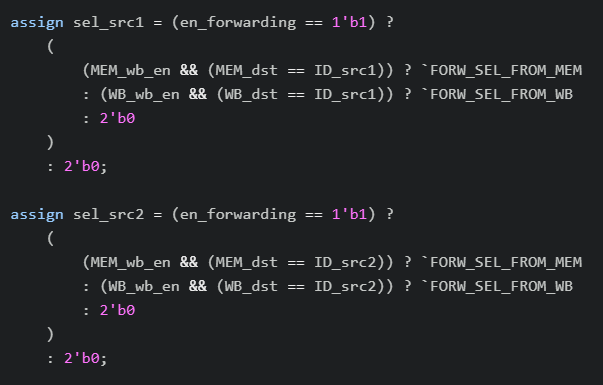 assign sel_src1 = (en_forwarding == 1'b1) ?
    (
        (MEM_wb_en && (MEM_dst == ID_src1)) ? `FORW_SEL_FROM_MEM
        : (WB_wb_en && (WB_dst == ID_src1)) ? `FORW_SEL_FROM_WB
        : 2'b0
    )
    : 2'b0;

assign sel_src2 = (en_forwarding == 1'b1) ?
    (
        (MEM_wb_en && (MEM_dst == ID_src2)) ? `FORW_SEL_FROM_MEM
        : (WB_wb_en && (WB_dst == ID_src2)) ? `FORW_SEL_FROM_WB
        : 2'b0
    )
    : 2'b0;